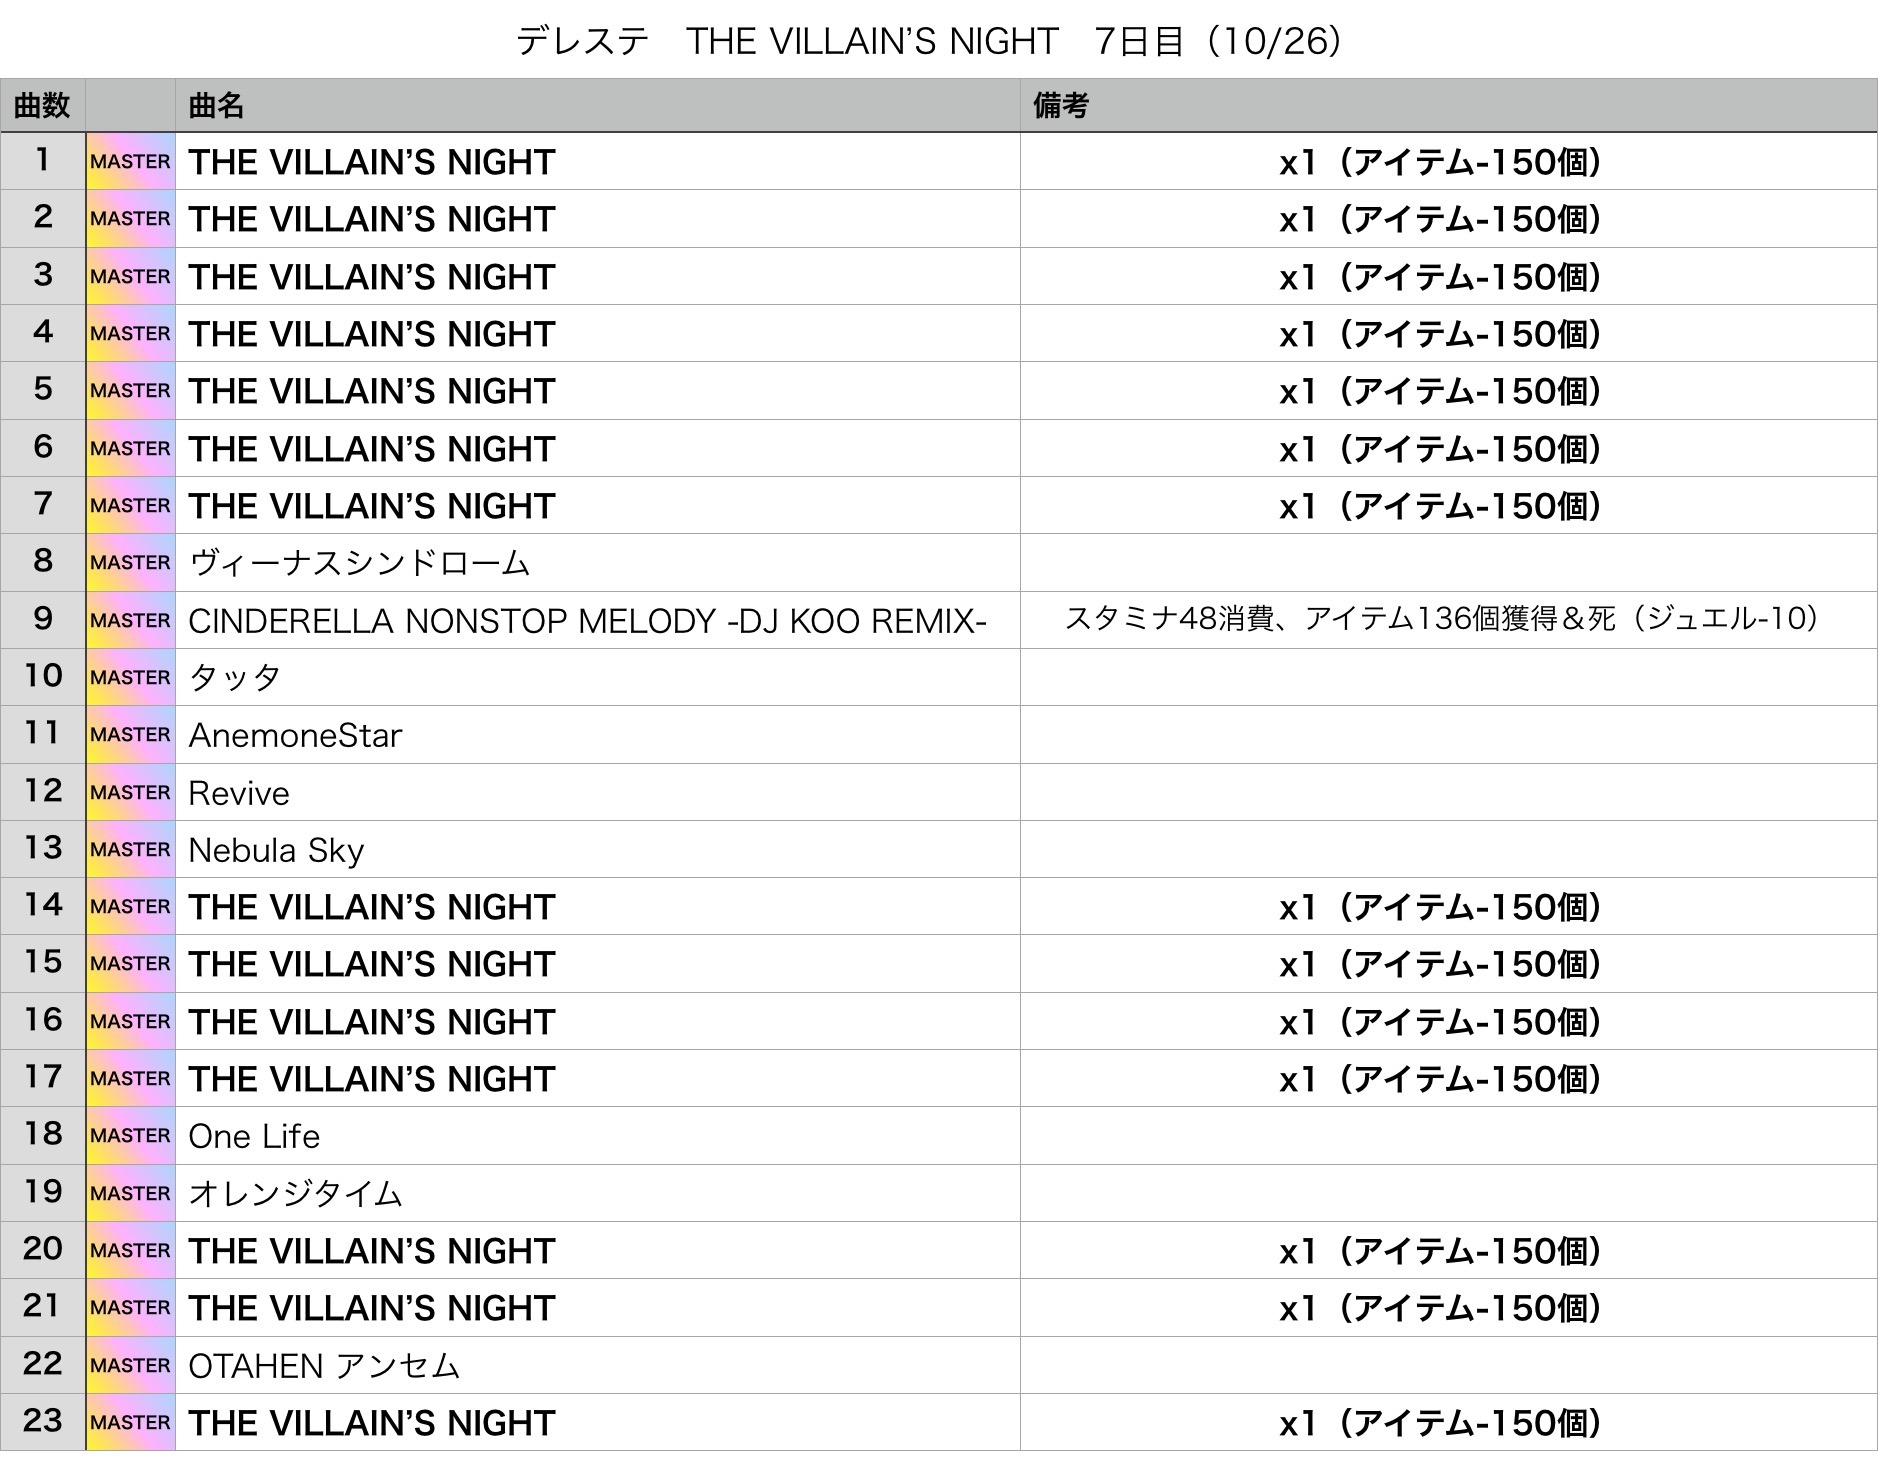 デレステ　THE VILLAIN’S NIGHT　7日目（10/26）
曲数 曲名 備考
1 MASTER THE VILLAIN’S NIGHT x1（アイテム-150個）
2 MASTER THE VILLAIN’S NIGHT x1（アイテム-150個）
3 MASTER THE VILLAIN’S NIGHT x1（アイテム-150個）
4 MASTER THE VILLAIN’S NIGHT x1（アイテム-150個）
5 MASTER THE VILLAIN’S NIGHT x1（アイテム-150個）
6 MASTER THE VILLAIN’S NIGHT x1（アイテム-150個）
7 MASTER THE VILLAIN’S NIGHT x1（アイテム-150個）
8 MASTER ヴィーナスシンドローム
9 MASTER CINDERELLA NONSTOP MELODY -DJ KOO REMIX- スタミナ48消費、アイテム136個獲得＆死（ジュエル-10）
10 MASTER タッタ
11 MASTER AnemoneStar
12 MASTER Revive
13 MASTER Nebula Sky
14 MASTER THE VILLAIN’S NIGHT x1（アイテム-150個）
15 MASTER THE VILLAIN’S NIGHT x1（アイテム-150個）
16 MASTER THE VILLAIN’S NIGHT x1（アイテム-150個）
17 MASTER THE VILLAIN’S NIGHT x1（アイテム-150個）
18 MASTER One Life
19 MASTER オレンジタイム
20 MASTER THE VILLAIN’S NIGHT x1（アイテム-150個）
21 MASTER THE VILLAIN’S NIGHT x1（アイテム-150個）
22 MASTER OTAHEN アンセム
23 MASTER THE VILLAIN’S NIGHT x1（アイテム-150個）